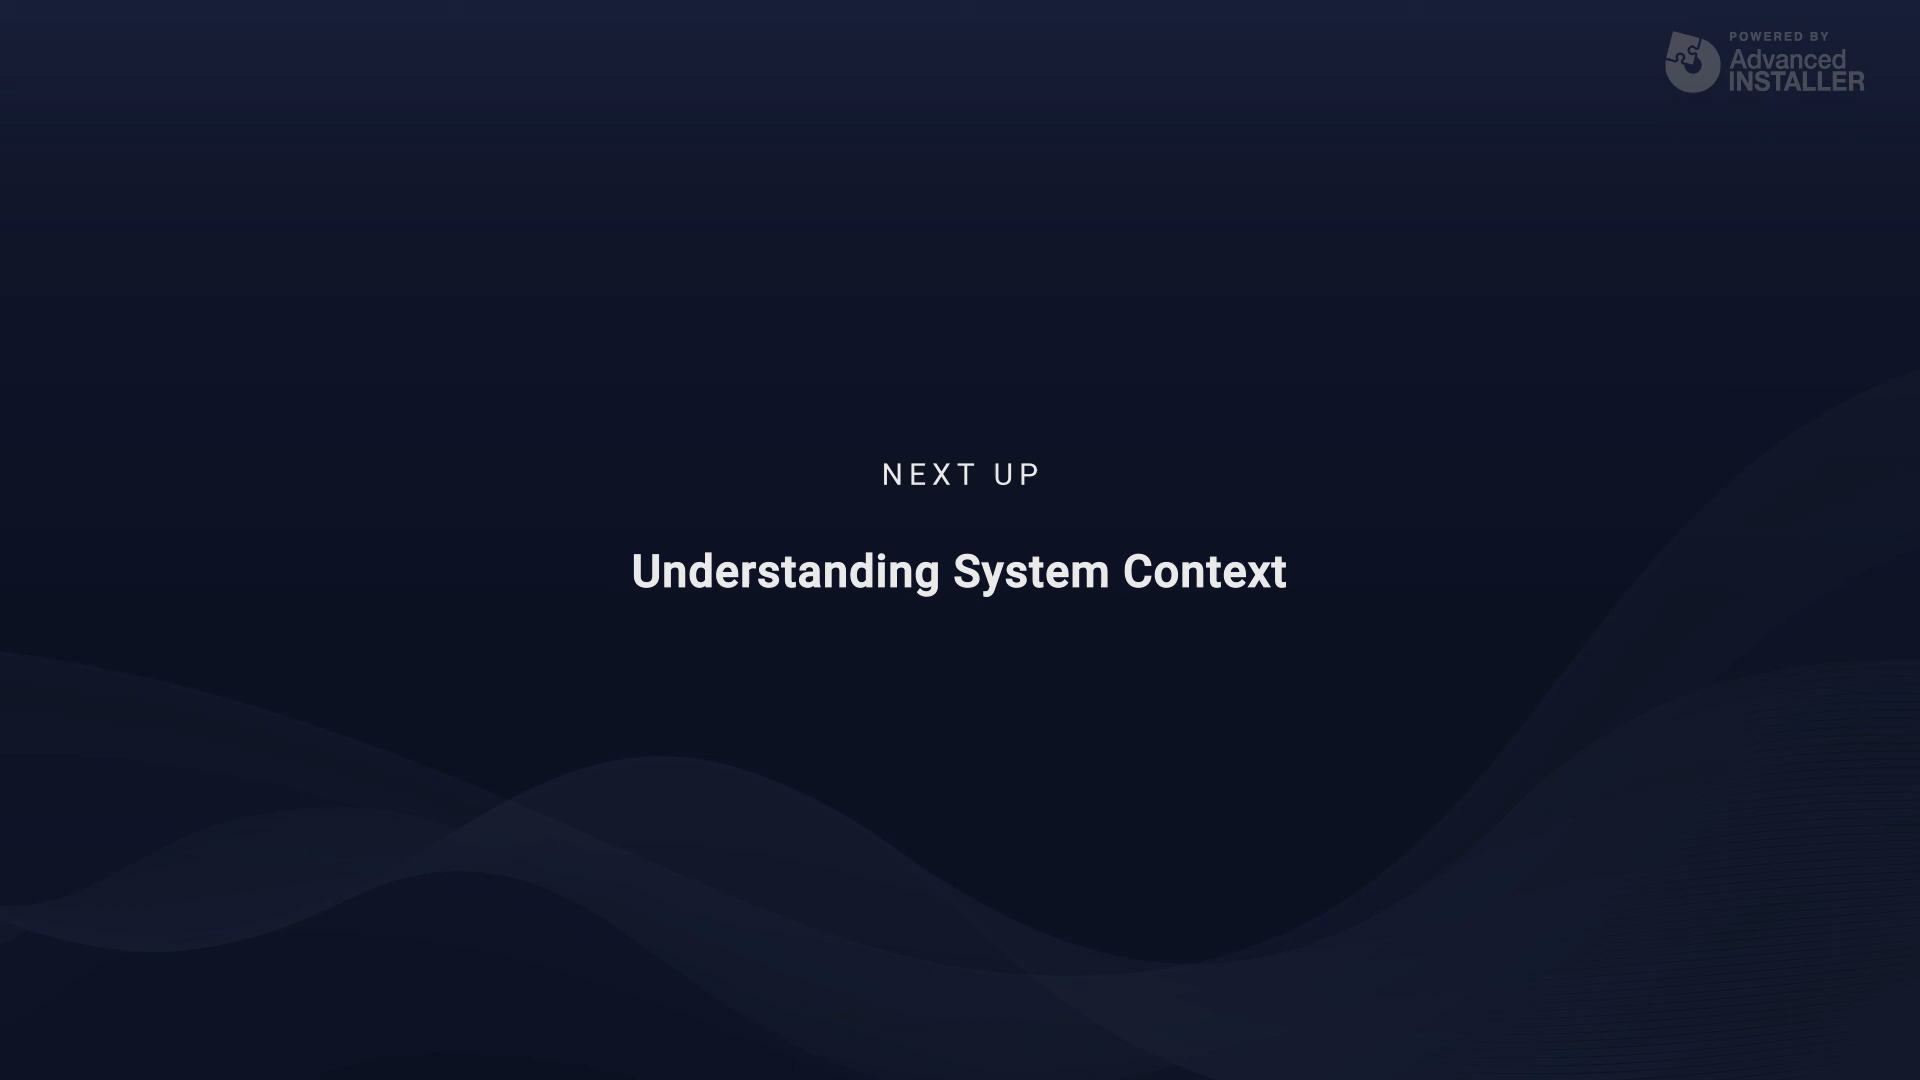 POWERED BY
Advanced
INSTALLER
NEXT UP
Understanding System Context